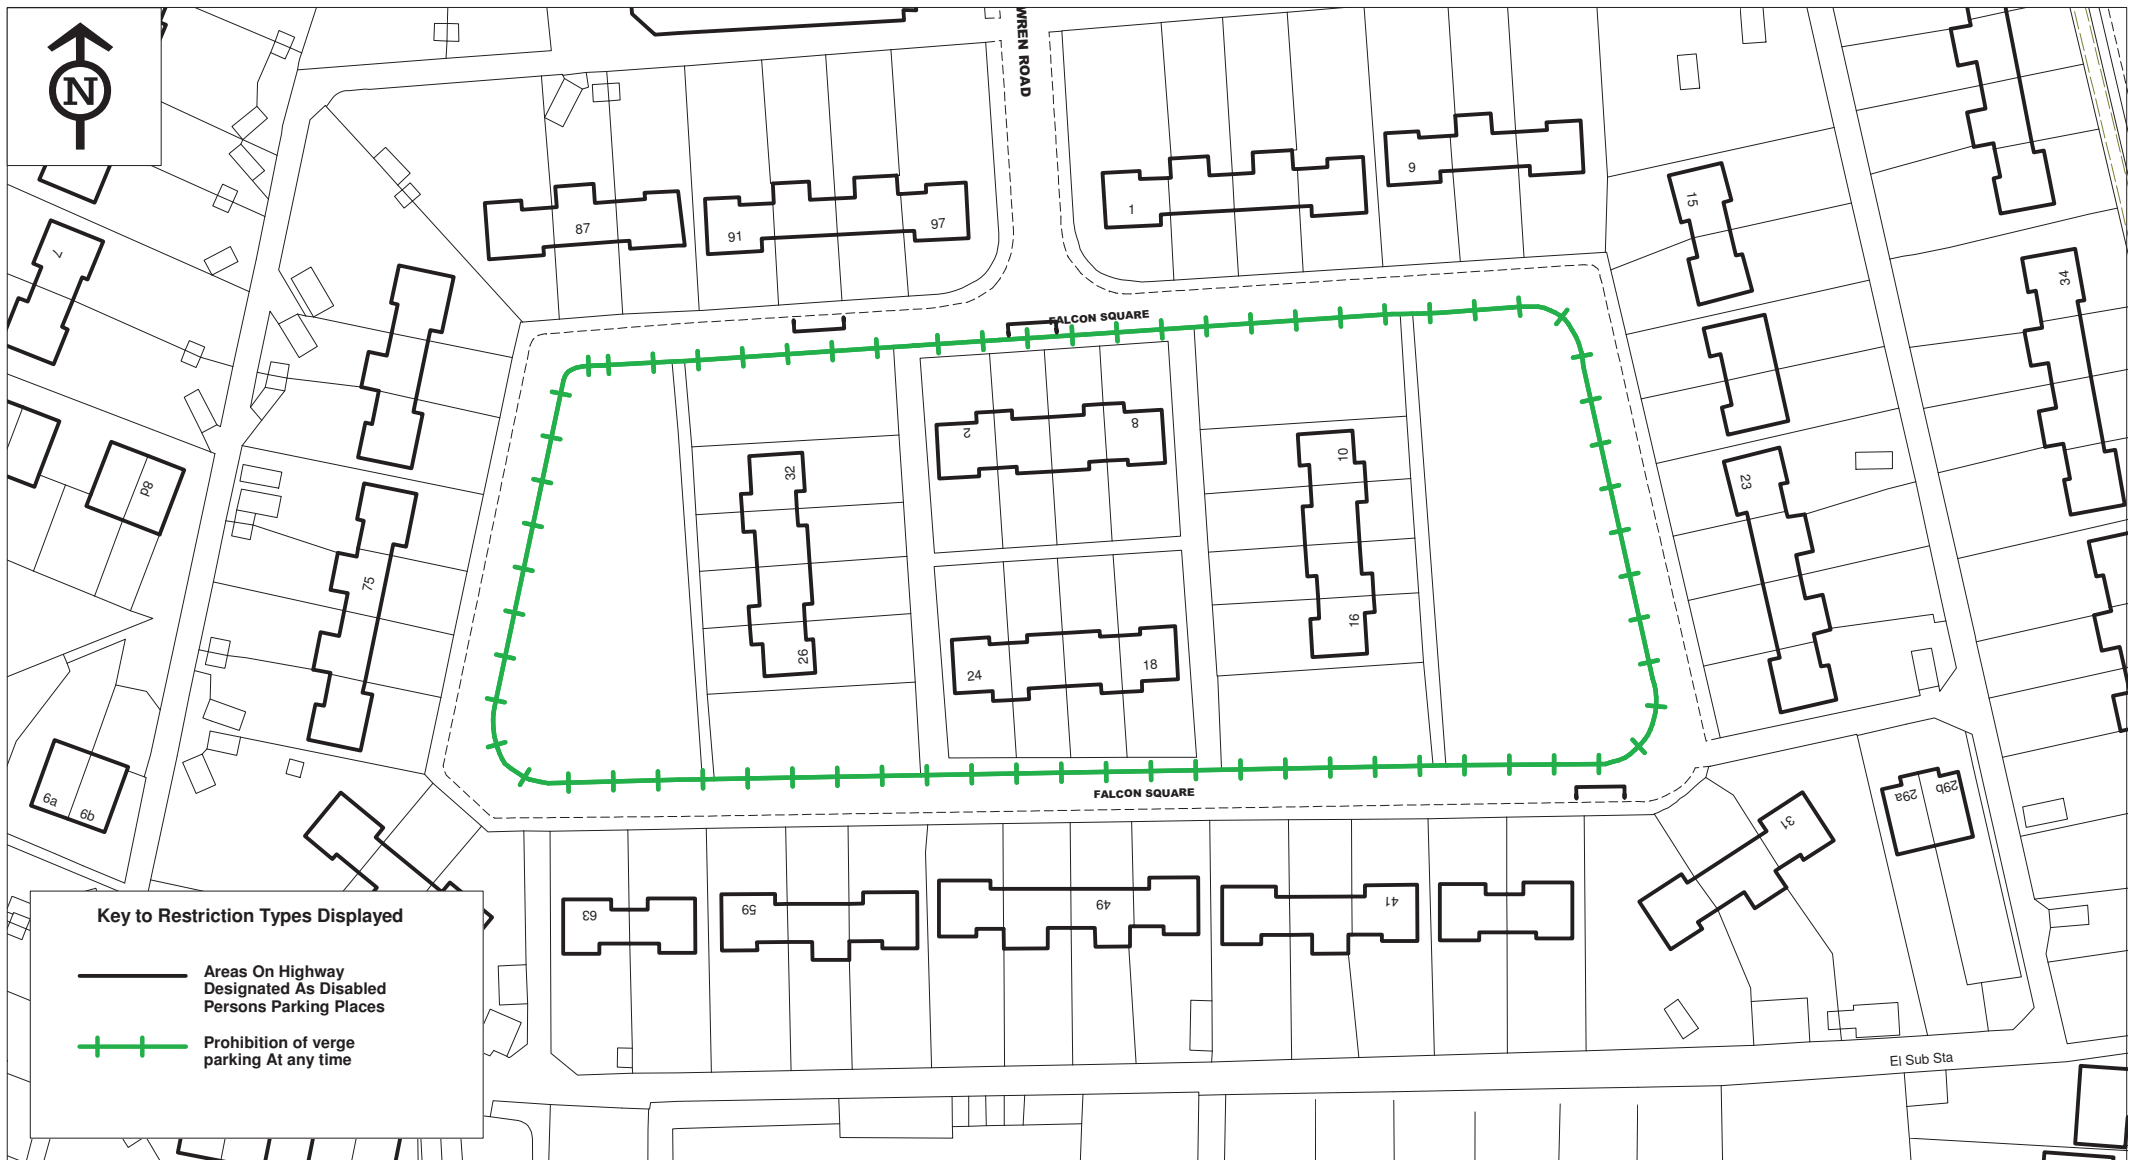 N
WREN ROAD
87
91
97
1
9
15
7
34
FALCON SQUARE
2
8
10
32
23
8d
75
16
26
24
18
6a
6b
FALCON SQUARE
29a
29b
31
63
59
49
41
Key to Restriction Types Displayed
Areas On Highway
Designated As Disabled
Persons Parking Places
Prohibition of verge
parking At any time
El Sub Sta